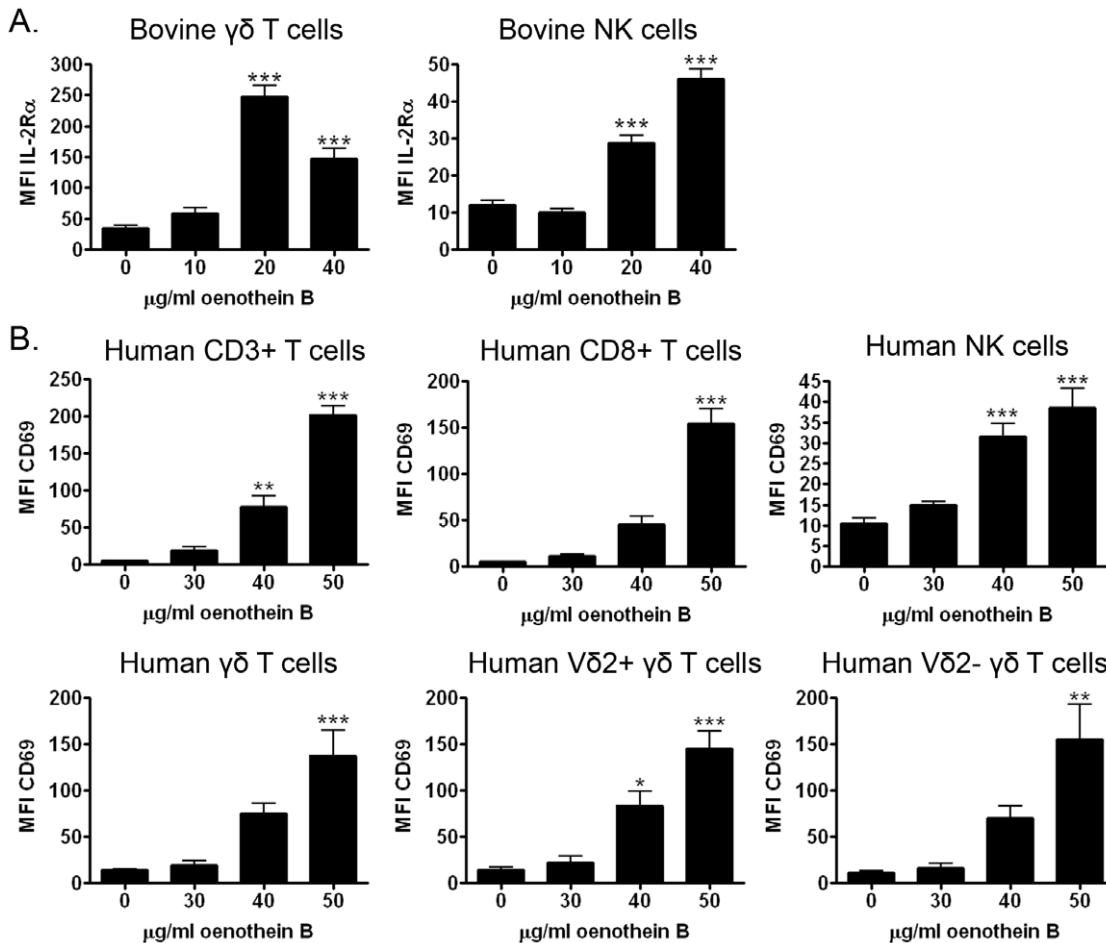 A.
Bovine γδ T cells
Bovine NK cells
MFI IL-2Rα
300
250
200
150
100
50
0
***
***
0 10 20 40
μg/ml oenothein B
MFI IL-2Rα
50
40
30
20
10
0
***
***
0 10 20 40
μg/ml oenothein B
B.
Human CD3+ T cells
Human CD8+ T cells
Human NK cells
MFI CD69
250
200
150
100
50
0
**
***
0 30 40 50
μg/ml oenothein B
MFI CD69
200
150
100
50
0
***
0 30 40 50
μg/ml oenothein B
MFI CD69
45
40
35
30
25
20
15
10
5
0
***
***
0 30 40 50
μg/ml oenothein B
Human γδ T cells
Human Vδ2+ γδ T cells
Human Vδ2- γδ T cells
MFI CD69
200
150
100
50
0
***
0 30 40 50
μg/ml oenothein B
MFI CD69
200
150
100
50
0
*
***
0 30 40 50
μg/ml oenothein B
MFI CD69
200
150
100
50
0
**
0 30 40 50
μg/ml oenothein B